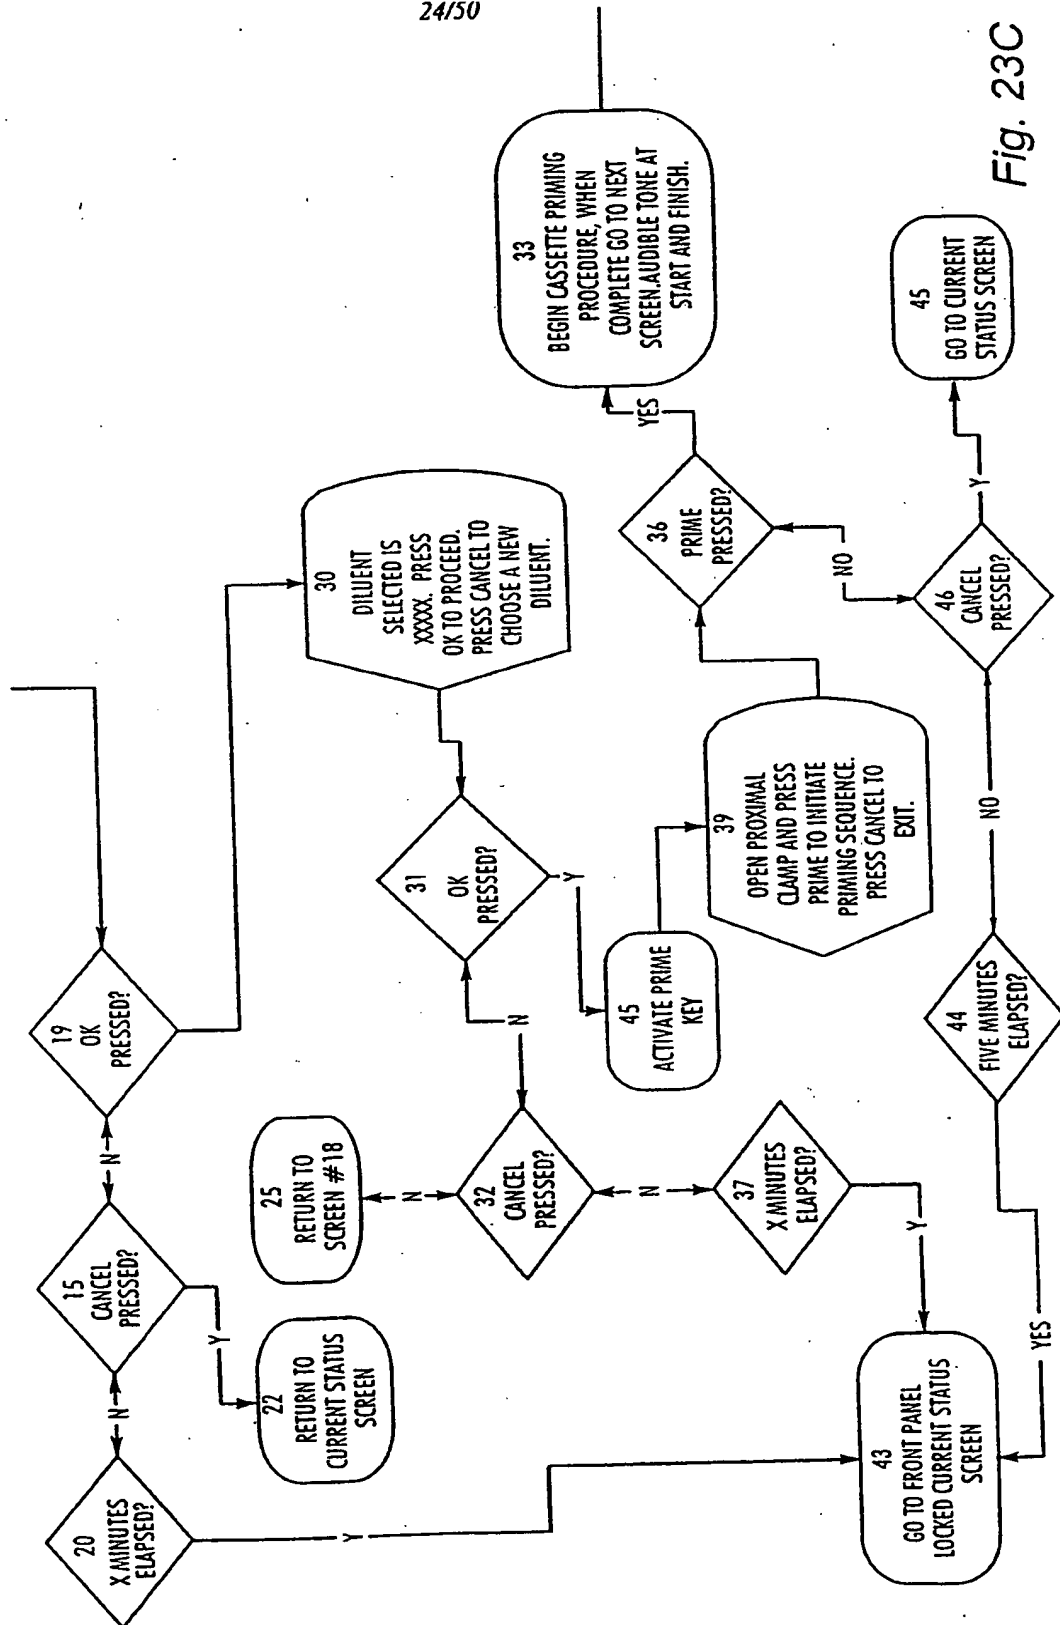 24/50
19
OK
PRESSED?
N
15
CANCEL
PRESSED?
N
20
X MINUTES
ELAPSED?
Y
22
RETURN TO
CURRENT STATUS
SCREEN
Y
30
DILUENT
SELECTED IS
XXXXX. PRESS
OK TO PROCEED.
PRESS CANCEL TO
CHOOSE A NEW
DILUENT.
31
OK
PRESSED?
N
Y
25
RETURN TO
SCREEN #18
N
32
CANCEL
PRESSED?
N
37
X MINUTES
ELAPSED?
Y
45
ACTIVATE PRIME
KEY
39
OPEN PROXIMAL
CLAMP AND PRESS
PRIME TO INITIATE
PRIMING SEQUENCE.
PRESS CANCEL TO
EXIT.
36
PRIME
PRESSED?
YES
NO
33
BEGIN CASSETTE PRIMING
PROCEDURE, WHEN
COMPLETE GO TO NEXT
SCREEN.AUDIBLE TONE AT
START AND FINISH.
46
CANCEL
PRESSED?
Y
NO
45
GO TO CURRENT
STATUS SCREEN
44
FIVE MINUTES
ELAPSED?
YES
43
GO TO FRONT PANEL
LOCKED CURRENT STATUS
SCREEN
Fig. 23C